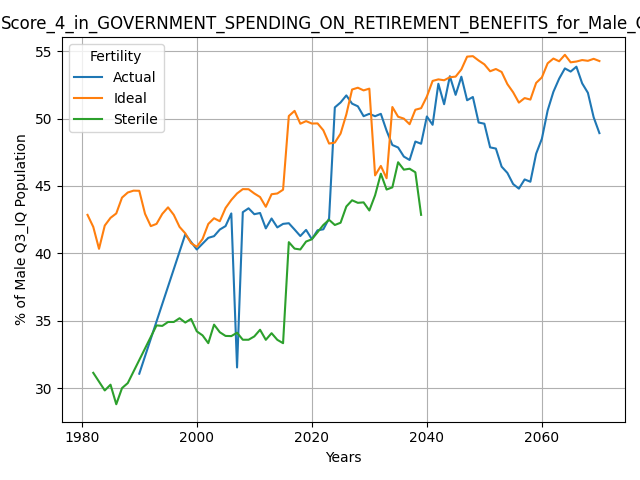 Score_4_in_GOVERNMENT_SPENDING_ON_RETIREMENT_BENEFITS_for_Male_
Fertility
Actual
Ideal
Sterile
% of Male Q3_IQ Population
55
50
45
40
35
30
1980
2000
2020
2040
2060
Years